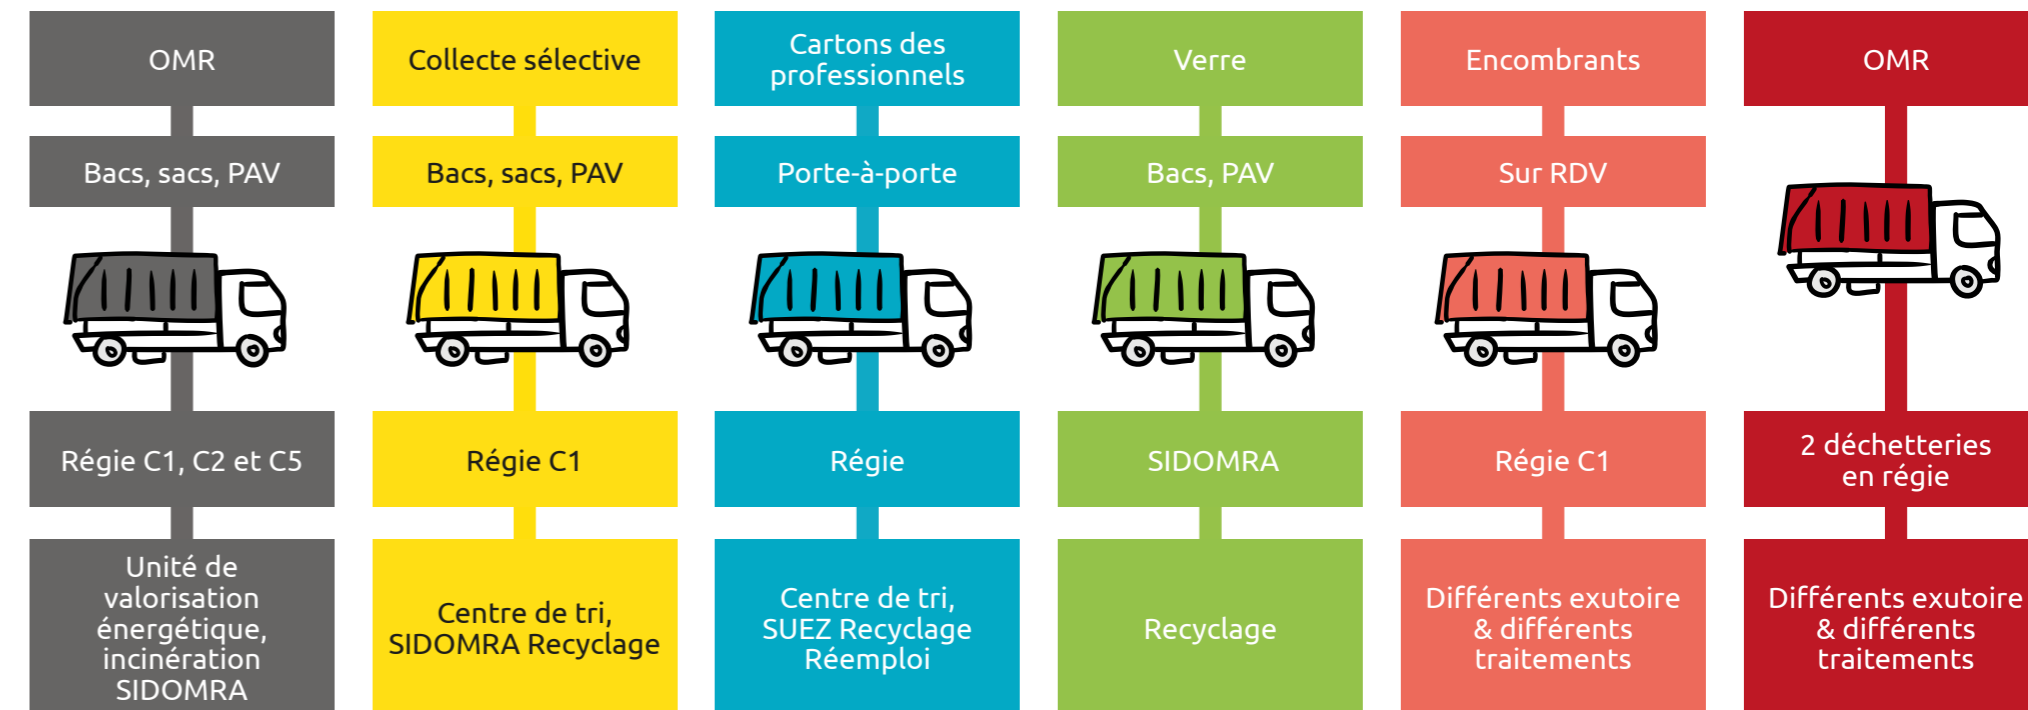 OMR
Bacs, sacs, PAV
Régie C1, C2 et C5
Unité de
valorisation
énergétique,
incinération
SIDOMRA
Collecte sélective
Bacs, sacs, PAV
Régie C1
Centre de tri,
SIDOMRA Recyclage
Cartons des
professionnels
Porte-à-porte
Régie
Centre de tri,
SUEZ Recyclage
Réemploi
Verre
Bacs, PAV
SIDOMRA
Recyclage
Encombrants
Sur RDV
Régie C1
Différents exutoire
& différents
traitements
OMR
2 déchetteries
en régie
Différents exutoire
& différents
traitements